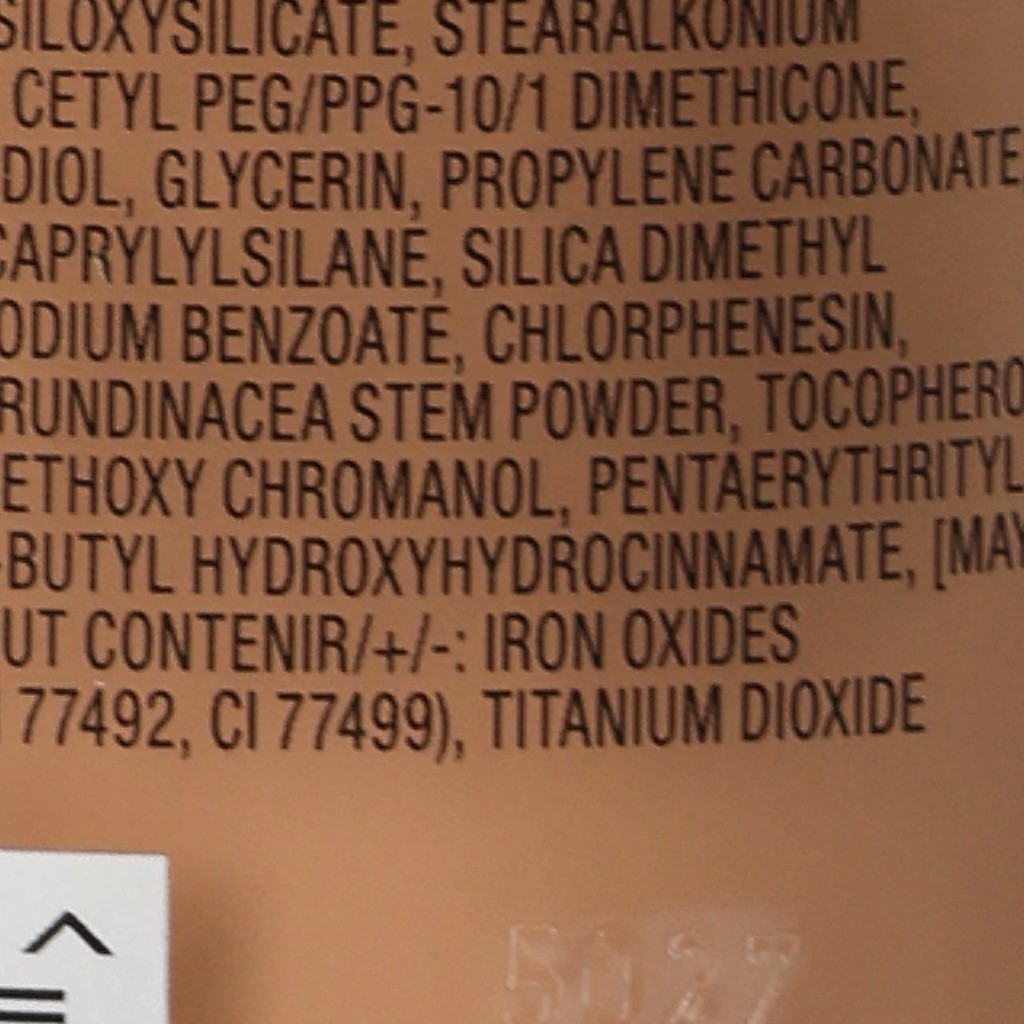 SILOXYSILICATE, STEARALKONIUM
CETYL PEG/PPG-10/1 DIMETHICONE,
DIOL, GLYCERIN, PROPYLENE CARBONATE,
CAPRYLYLSILANE, SILICA DIMETHYL
ODIUM BENZOATE, CHLORPHENESIN,
RUNDINACEA STEM POWDER, TOCOPHERO
ETHOXY CHROMANOL, PENTAERYTHRITYL
-BUTYL HYDROXYHYDROCINNAMATE, [MAY
UT CONTENIR/+/-: IRON OXIDES
77492, CI 77499), TITANIUM DIOXIDE
5027